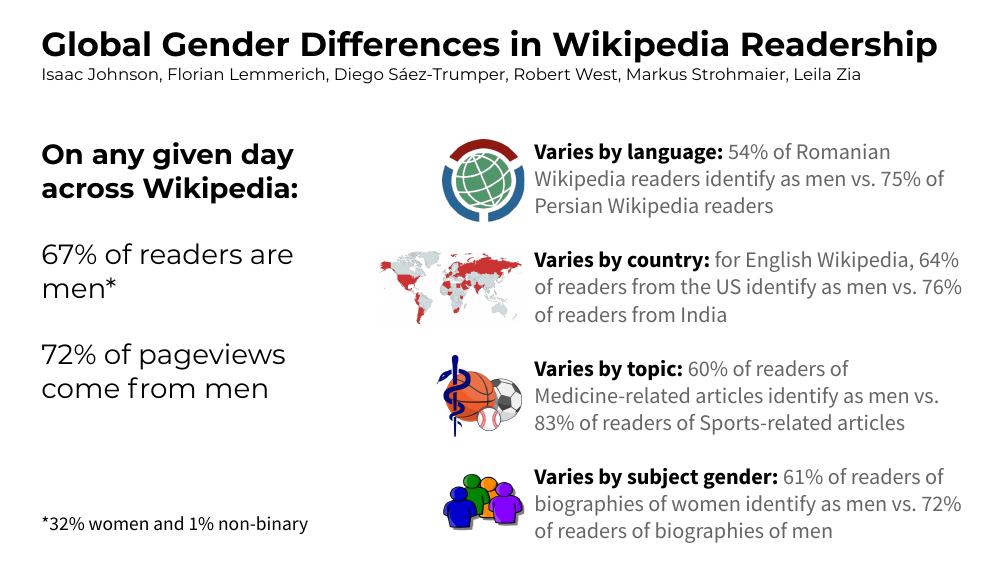 Global Gender Differences in Wikipedia Readership
Isaac Johnson, Florian Lemmerich, Diego Sáez-Trumper, Robert West, Markus Strohmaier, Leila Zia
On any given day
across Wikipedia:
67% of readers are
men*
72% of pageviews
come from men
*32% women and 1% non-binary
Varies by language: 54% of Romanian
Wikipedia readers identify as men vs. 75% of
Persian Wikipedia readers
Varies by country: for English Wikipedia, 64%
of readers from the US identify as men vs. 76%
of readers from India
Varies by topic: 60% of readers of
Medicine-related articles identify as men vs.
83% of readers of Sports-related articles
Varies by subject gender: 61% of readers of
biographies of women identify as men vs. 72%
of readers of biographies of men